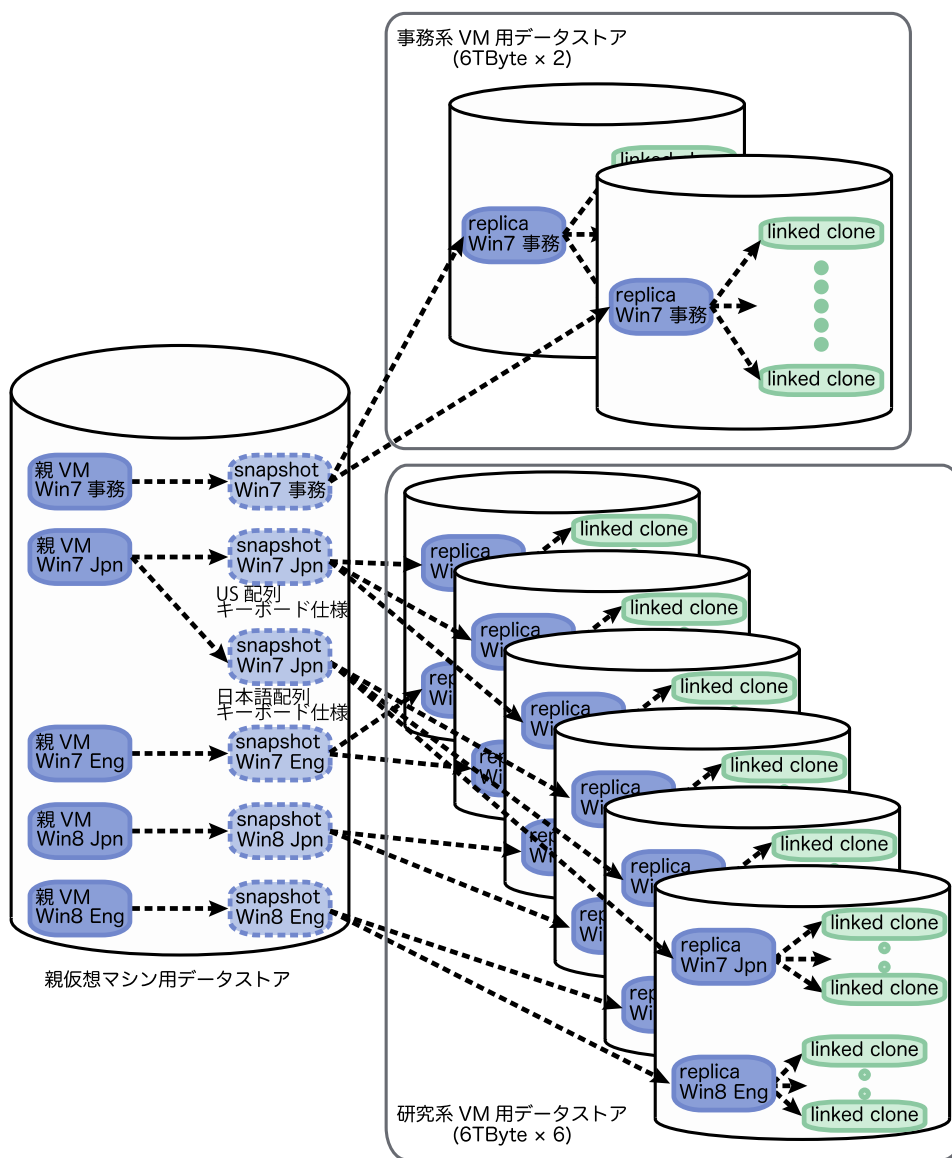 事務系 VM 用データストア
(6TByte × 2)
replica
Win7 事務
replica
Win7 事務
linked clone
linked clone
親 VM
Win7 事務
snapshot
Win7 事務
親 VM
Win7 Jpn
snapshot
Win7 Jpn
US 配列
キーボード仕様
snapshot
Win7 Jpn
日本語配列
キーボード仕様
親 VM
Win7 Eng
snapshot
Win7 Eng
親 VM
Win8 Jpn
snapshot
Win8 Jpn
親 VM
Win8 Eng
snapshot
Win8 Eng
親仮想マシン用データストア
replica
linked clone
replica
linked clone
replica
linked clone
replica
linked clone
replica
linked clone
replica
Win7 Jpn
linked clone
linked clone
replica
Win8 Eng
linked clone
linked clone
研究系 VM 用データストア
(6TByte × 6)